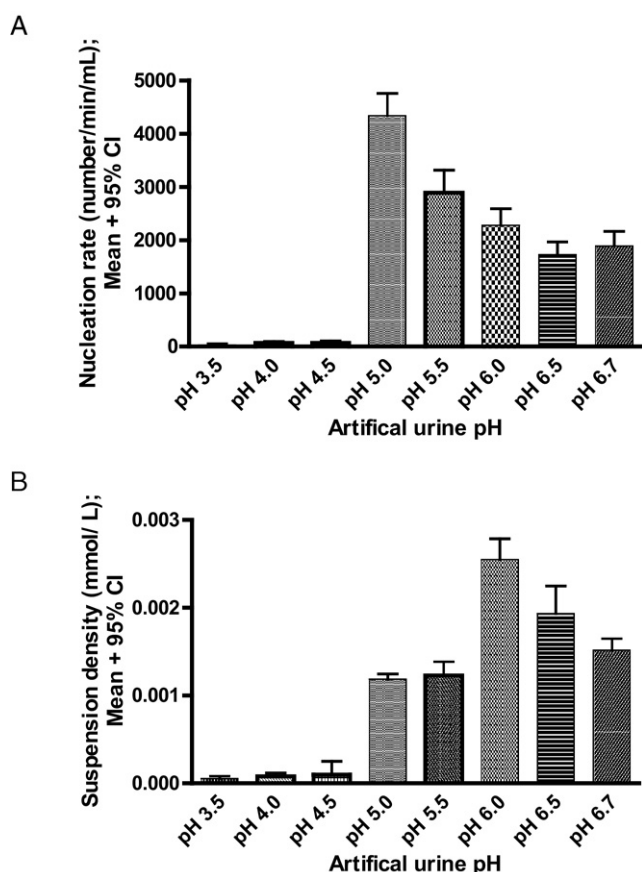 A
Nucleation rate (number/min/mL);
Mean + 95% CI
5000
4000
3000
2000
1000
0
pH 3.5
pH 4.0
pH 4.5
pH 5.0
pH 5.5
pH 6.0
pH 6.5
pH 6.7
Artifical urine pH
B
Suspension density (mmol/ L);
Mean + 95% CI
0.003
0.002
0.001
0.000
pH 3.5
pH 4.0
pH 4.5
pH 5.0
pH 5.5
pH 6.0
pH 6.5
pH 6.7
Artifical urine pH